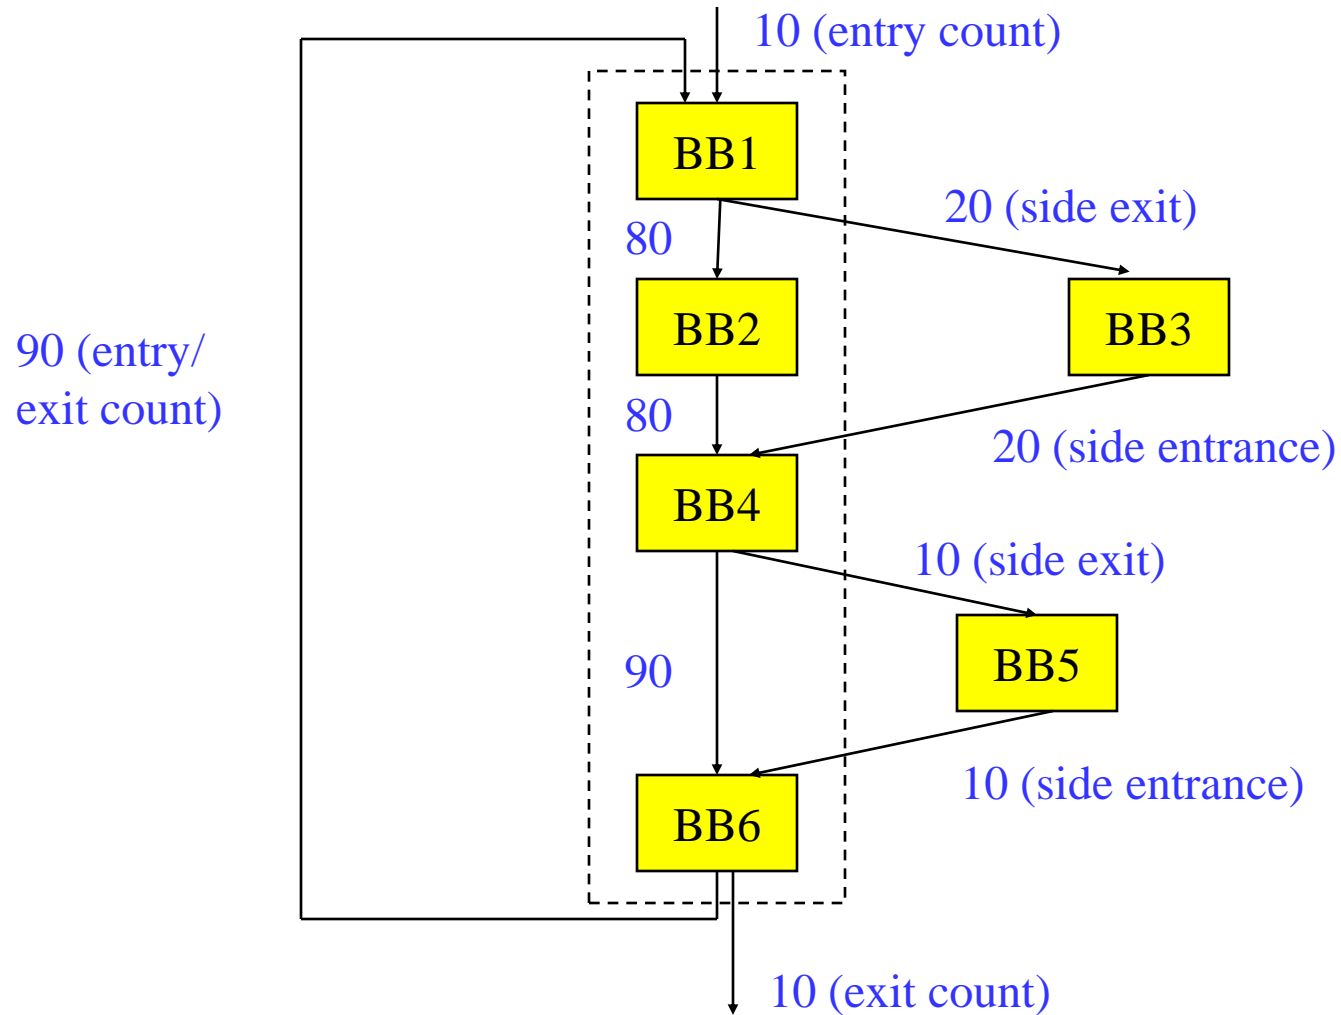 10 (entry count)
BB1
20 (side exit)
80
BB2
BB3
90 (entry/
exit count)
80
20 (side entrance)
BB4
10 (side exit)
90
BB5
10 (side entrance)
BB6
10 (exit count)